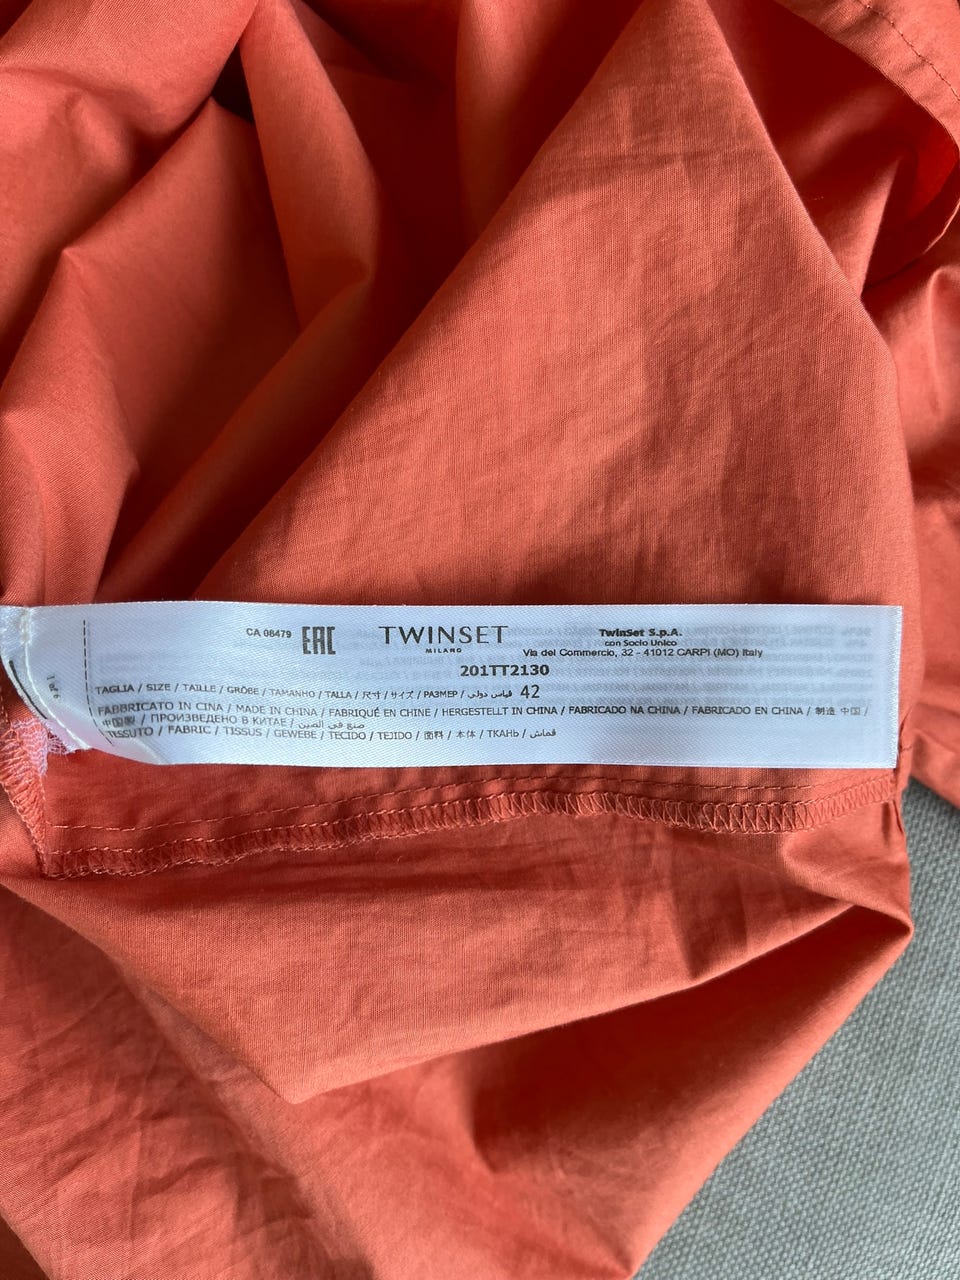 CA 08479 EAC TWINSET
MILANO
TwinSet S.p.A.
con Socio Unico
Via del Commercio, 32 - 41012 CARPI (MO) Italy
201TT2130
TAGLIA / SIZE / TAILLE / GRÖBE / TAMANHO / TALLA / 尺寸 / サイズ / РАЗМЕР / قياس دولي 42
FABBRICATO IN CINA / MADE IN CHINA / FABRIQUÉ EN CHINE / HERGESTELLT IN CHINA / FABRICADO NA CHINA / FABRICADO EN CHINA / 制造 中国 /
中国製 / ПРОИЗВЕДЕНО В КИТАЕ / صنع في الصين
TESSUTO / FABRIC / TISSUS / GEWEBE / TECIDO / TEJIDO / 面料 / 本体 / ТКАНЬ / قماش